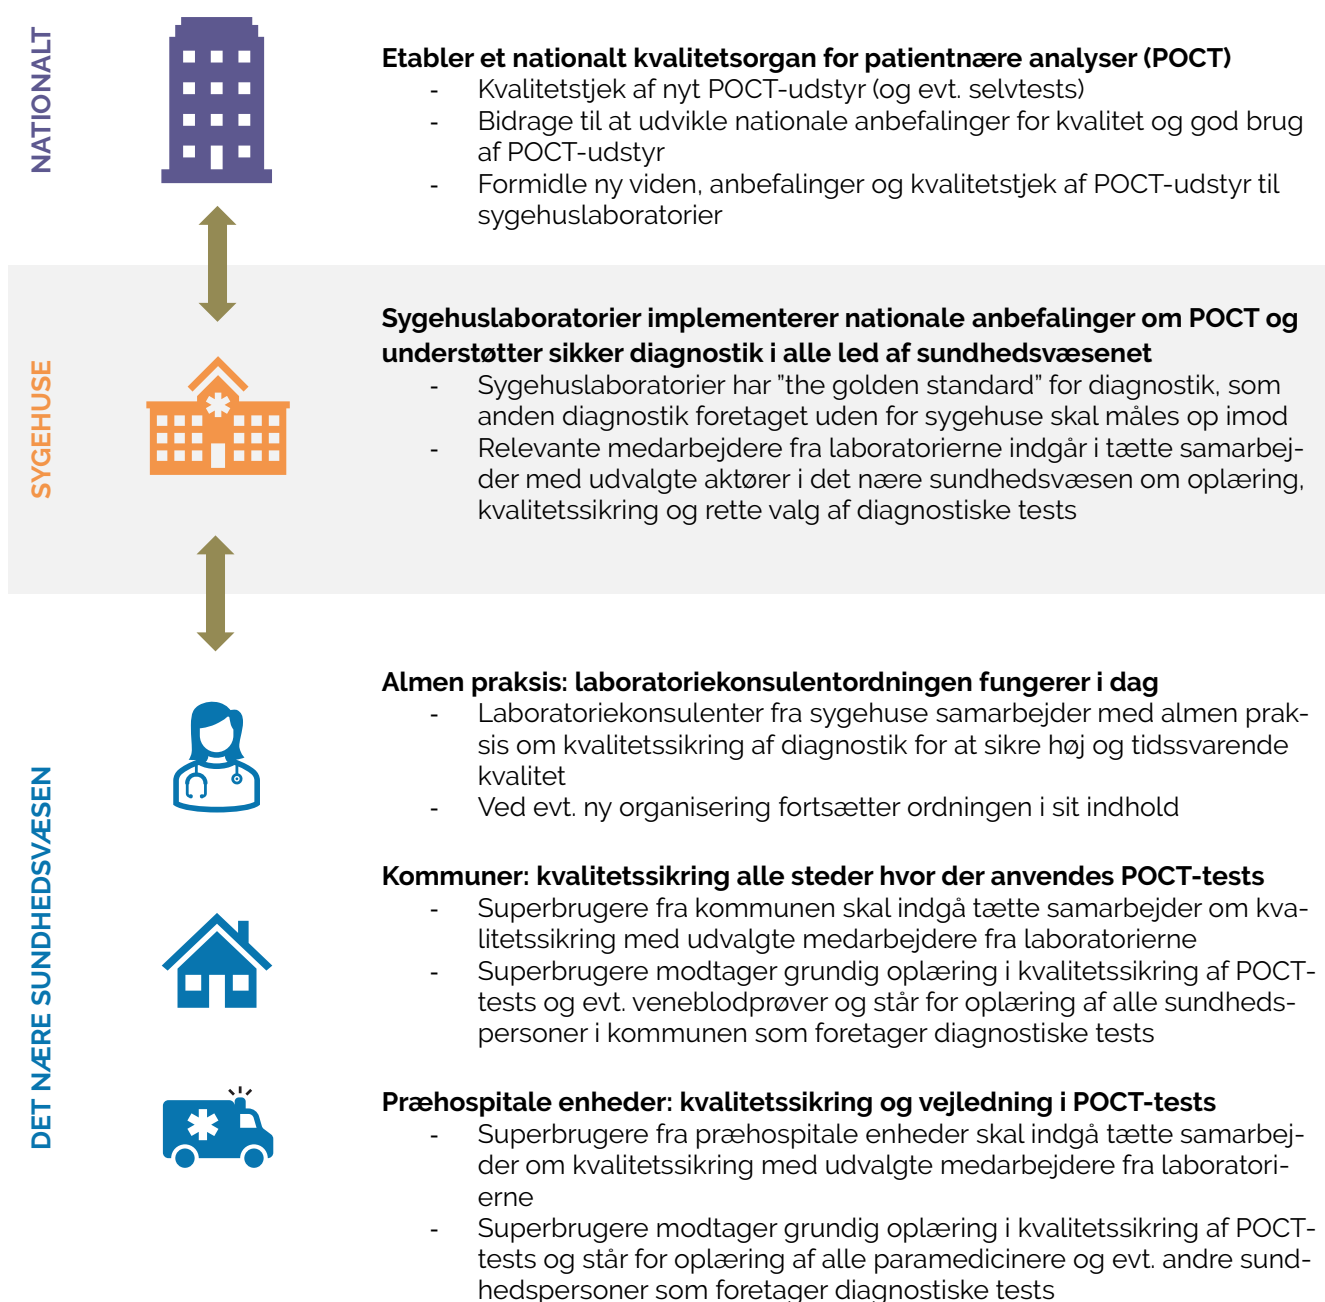 NATIONALT
Etabler et nationalt kvalitetsorgan for patientnære analyser (POCT)
- Kvalitetstjek af nyt POCT-udstyr (og evt. selvtests)
- Bidrage til at udvikle nationale anbefalinger for kvalitet og god brug
af POCT-udstyr
- Formidle ny viden, anbefalinger og kvalitetstjek af POCT-udstyr til
sygehuslaboratorier
SYGEHUSE
Sygehuslaboratorier implementerer nationale anbefalinger om POCT og
understøtter sikker diagnostik i alle led af sundhedsvæsenet
- Sygehuslaboratorier har ”the golden standard” for diagnostik, som
anden diagnostik foretaget uden for sygehuse skal måles op imod
- Relevante medarbejdere fra laboratorierne indgår i tætte samarbej-
der med udvalgte aktører i det nære sundhedsvæsen om oplæring,
kvalitetssikring og rette valg af diagnostiske tests
DET NÆRE SUNDHEDSVÆSEN
Almen praksis: laboratoriekonsulentordningen fungerer i dag
- Laboratoriekonsulenter fra sygehuse samarbejder med almen prak-
sis om kvalitetssikring af diagnostik for at sikre høj og tidssvarende
kvalitet
- Ved evt. ny organisering fortsætter ordningen i sit indhold
Kommuner: kvalitetssikring alle steder hvor der anvendes POCT-tests
- Superbrugere fra kommunen skal indgå tætte samarbejder om kva-
litetssikring med udvalgte medarbejdere fra laboratorierne
- Superbrugere modtager grundig oplæring i kvalitetssikring af POCT-
tests og evt. veneblodprøver og står for oplæring af alle sundheds-
personer i kommunen som foretager diagnostiske tests
Præhospitale enheder: kvalitetssikring og vejledning i POCT-tests
- Superbrugere fra præhospitale enheder skal indgå tætte samarbej-
der om kvalitetssikring med udvalgte medarbejdere fra laboratori-
erne
- Superbrugere modtager grundig oplæring i kvalitetssikring af POCT-
tests og står for oplæring af alle paramedicinere og evt. andre sund-
hedspersoner som foretager diagnostiske tests